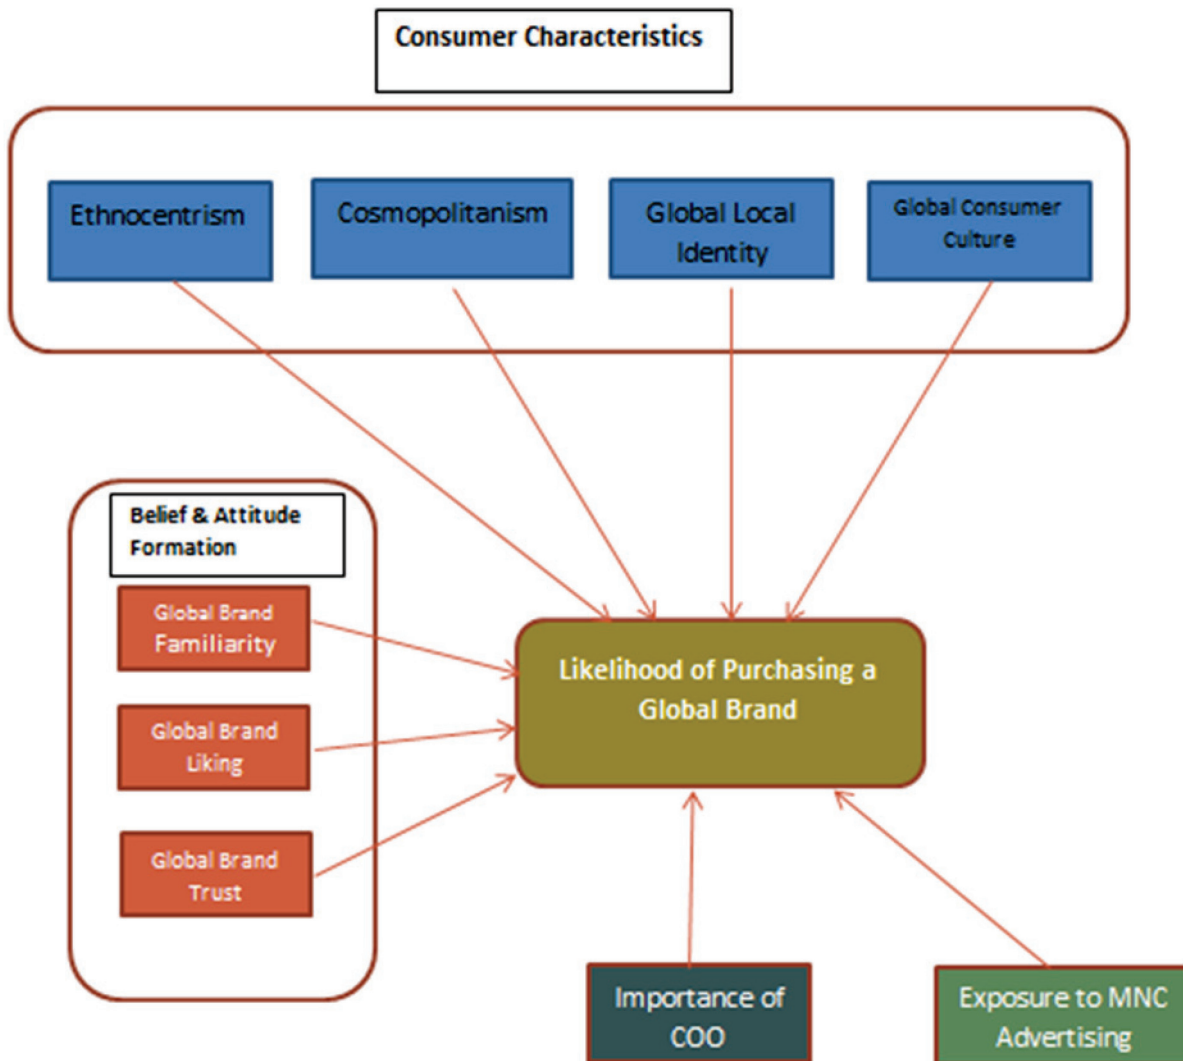 Consumer Characteristics
Ethnocentrism
Cosmopolitanism
Global Local
Identity
Global Consumer
Culture
Belief & Attitude
Formation
Global Brand
Familiarity
Global Brand
Liking
Global Brand
Trust
Likelihood of Purchasing a
Global Brand
Importance of
COO
Exposure to MNC
Advertising